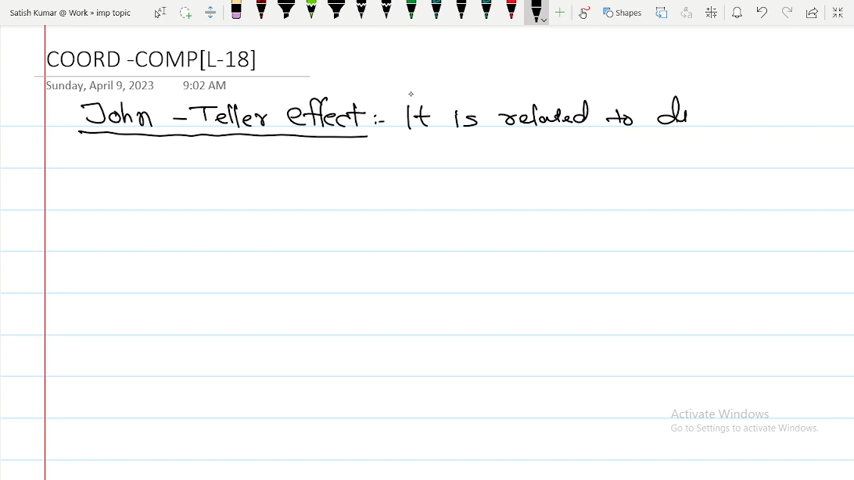 Satish Kumar @ Work » imp topic
Shapes
COORD -COMP[L-18]
Sunday, April 9, 2023 9:02 AM
John - Teller effect :- It is related to de
Activate Windows
Go to Settings to activate Windows.